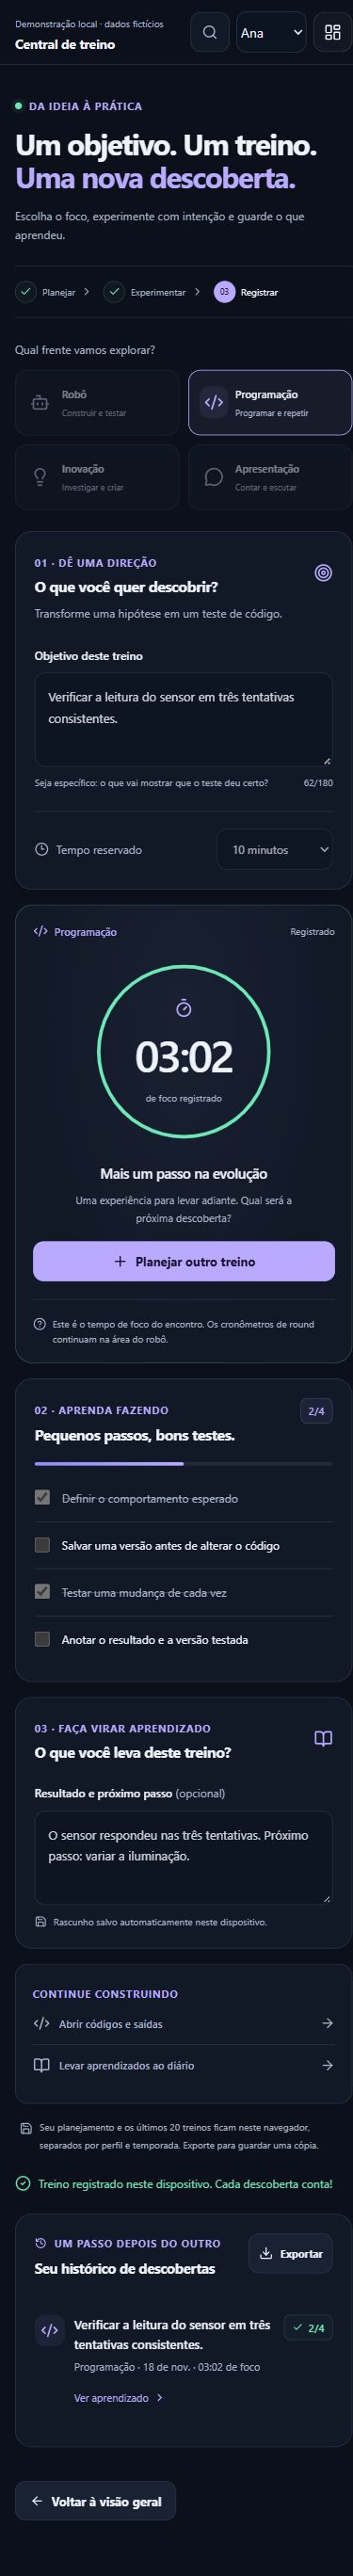 Demonstração local · dados fictícios
Central de treino
Ana
DA IDEIA À PRÁTICA
Um objetivo. Um treino.
Uma nova descoberta.
Escolha o foco, experimente com intenção e guarde o que
aprendeu.
Planejar
Experimentar
03 Registrar
Qual frente vamos explorar?
Robô
Construir e testar
Programação
Programar e repetir
Inovação
Investigar e criar
Apresentação
Contar e escutar
01 · DÊ UMA DIREÇÃO
O que você quer descobrir?
Transforme uma hipótese em um teste de código.
Objetivo deste treino
Verificar a leitura do sensor em três tentativas
consistentes.
Seja específico: o que vai mostrar que o teste deu certo?
62/180
Tempo reservado
10 minutos
Programação
Registrado
03:02
de foco registrado
Mais um passo na evolução
Uma experiência para levar adiante. Qual será a
próxima descoberta?
Planejar outro treino
Este é o tempo de foco do encontro. Os cronômetros de round
continuam na área do robô.
02 · APRENDA FAZENDO
2/4
Pequenos passos, bons testes.
Definir o comportamento esperado
Salvar uma versão antes de alterar o código
Testar uma mudança de cada vez
Anotar o resultado e a versão testada
03 · FAÇA VIRAR APRENDIZADO
O que você leva deste treino?
Resultado e próximo passo (opcional)
O sensor respondeu nas três tentativas. Próximo
passo: variar a iluminação.
Rascunho salvo automaticamente neste dispositivo.
CONTINUE CONSTRUINDO
Abrir códigos e saídas
Levar aprendizados ao diário
Seu planejamento e os últimos 20 treinos ficam neste navegador,
separados por perfil e temporada. Exporte para guardar uma cópia.
Treino registrado neste dispositivo. Cada descoberta conta!
UM PASSO DEPOIS DO OUTRO
Seu histórico de descobertas
Exportar
Verificar a leitura do sensor em três
tentativas consistentes.
2/4
Programação · 18 de nov. · 03:02 de foco
Ver aprendizado
Voltar à visão geral